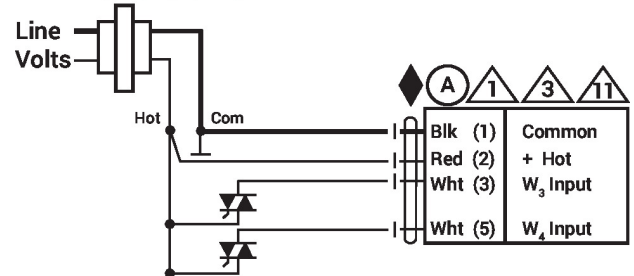 Line
Volts
Hot Com
A 1 3 11
Blk (1) Common
Red (2) + Hot
Wht (3) W3 Input
Wht (5) W4 Input